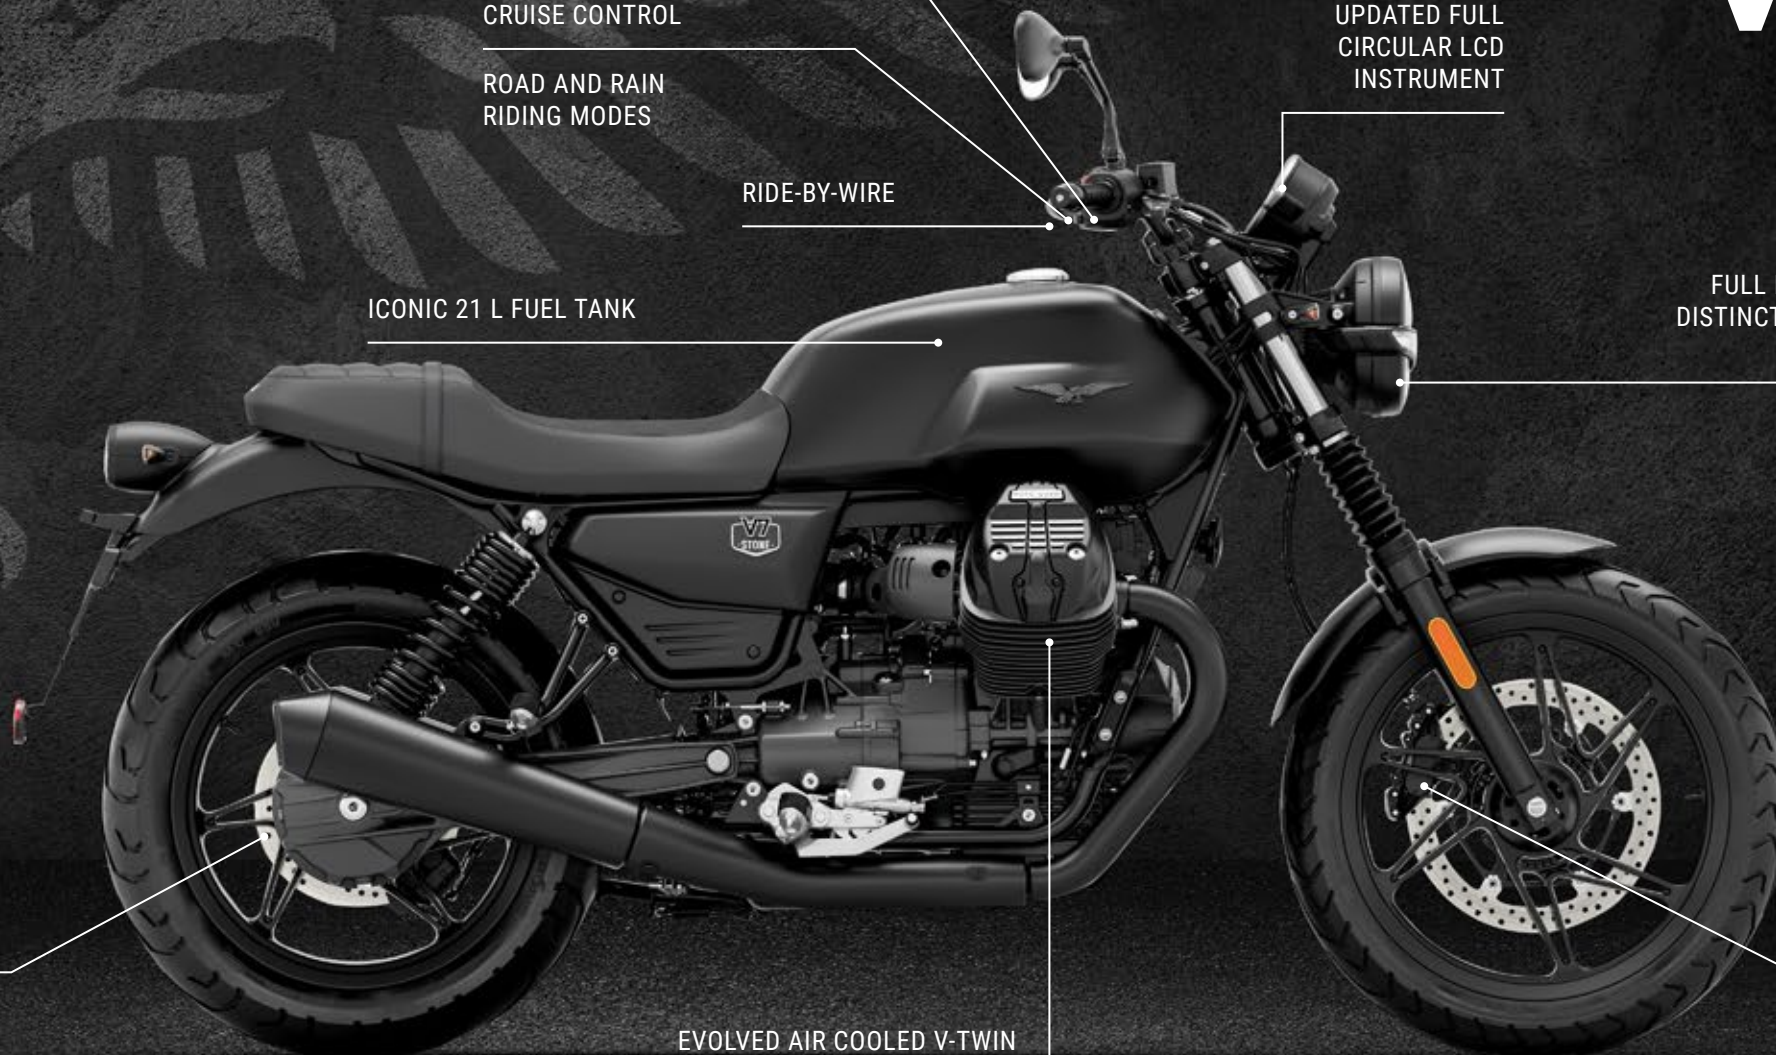 CRUISE CONTROL
ROAD AND RAIN
RIDING MODES
UPDATED FULL
CIRCULAR LCD
INSTRUMENT
RIDE-BY-WIRE
FULL
DISTINCT
ICONIC 21 L FUEL TANK
V7
STONE
EVOLVED AIR COOLED V-TWIN